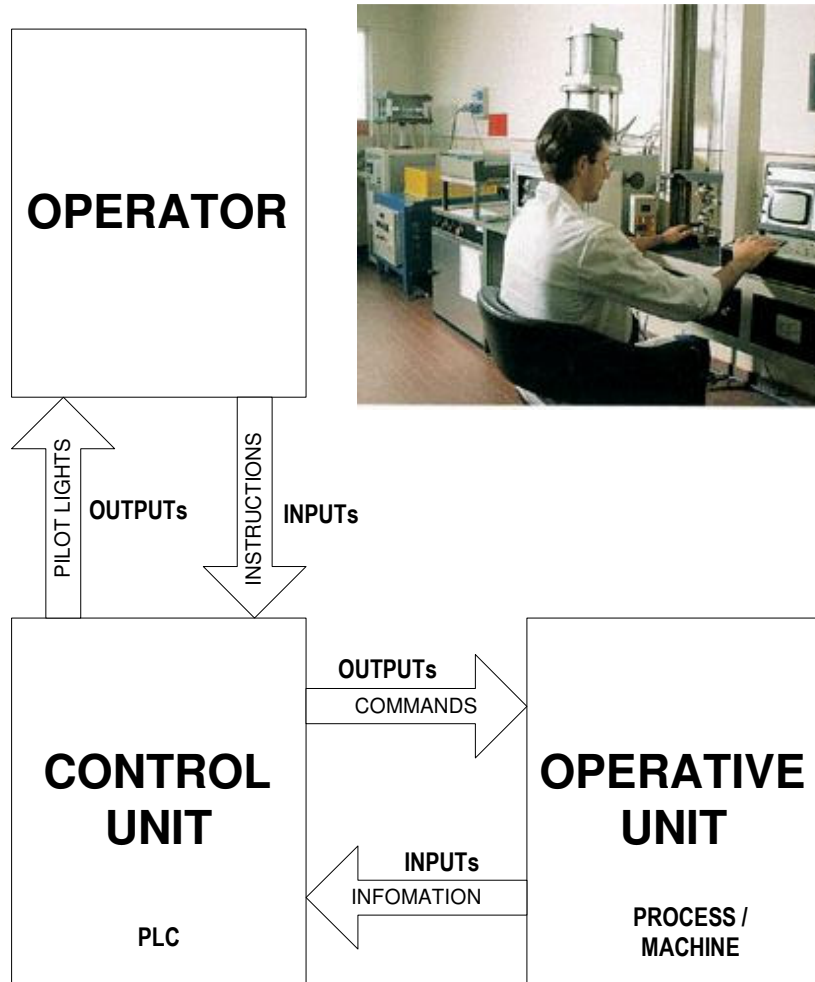 OPERATOR
PILOT LIGHTS
OUTPUTs
INSTRUCTIONS
INPUTs
OUTPUTs
COMMANDS
CONTROL
UNIT
PLC
INPUTs
INFOMATION
OPERATIVE
UNIT
PROCESS /
MACHINE